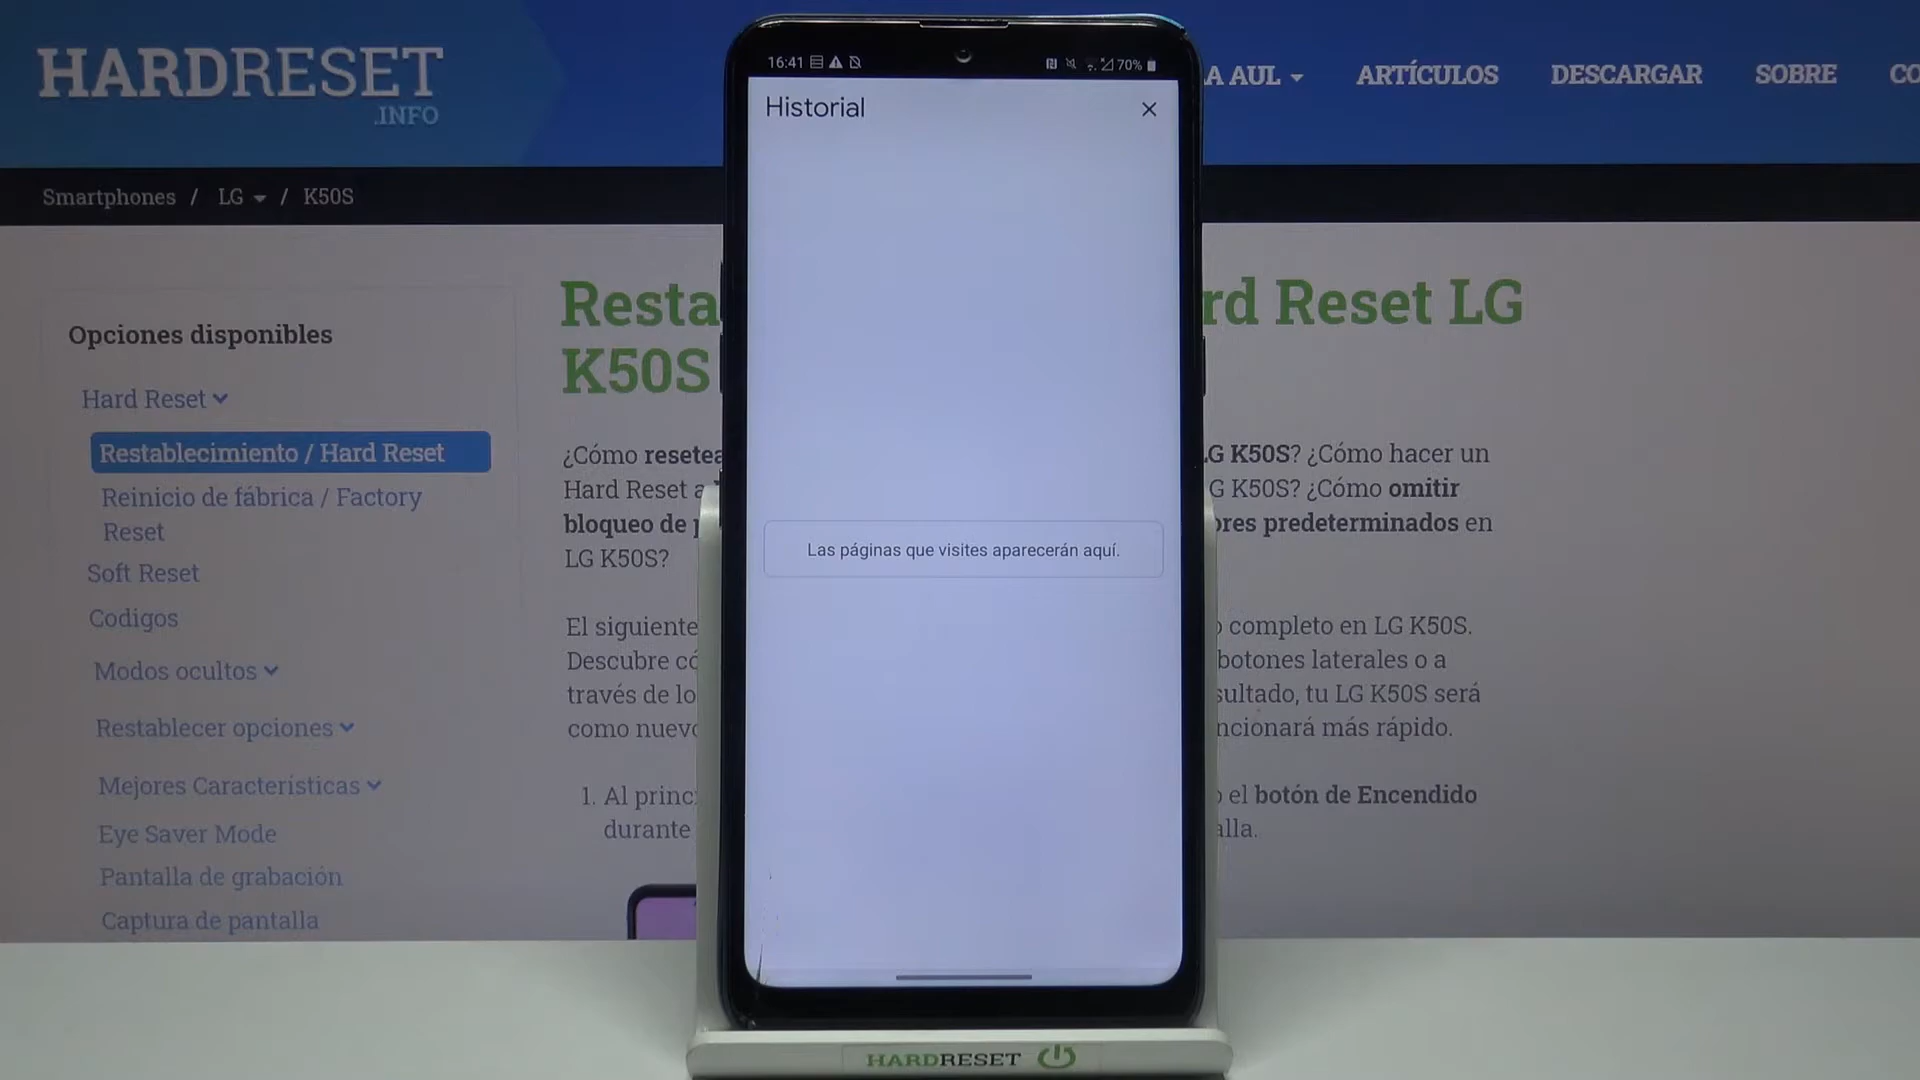 HARDRESET
.INFO
A AUL
ARTÍCULOS
DESCARGAR
SOBRE
CO
Smartphones / LG / K50S
16:41
70%
Historial
Las páginas que visites aparecerán aquí.
Opciones disponibles
Hard Reset
Restablecimiento / Hard Reset
Reinicio de fábrica / Factory
Reset
Soft Reset
Codigos
Modos ocultos
Restablecer opciones
Mejores Características
Eye Saver Mode
Pantalla de grabación
Captura de pantalla
Resta rd Reset LG
K50S
¿Cómo resetea LG K50S? ¿Cómo hacer un
Hard Reset a G K50S? ¿Cómo omitir
bloqueo de p ores predeterminados en
LG K50S?
El siguiente completo en LG K50S.
Descubre có botones laterales o a
través de lo sultado, tu LG K50S será
como nuevo ncionará más rápido.
1. Al princ el botón de Encendido
durante alla.
HARDRESET